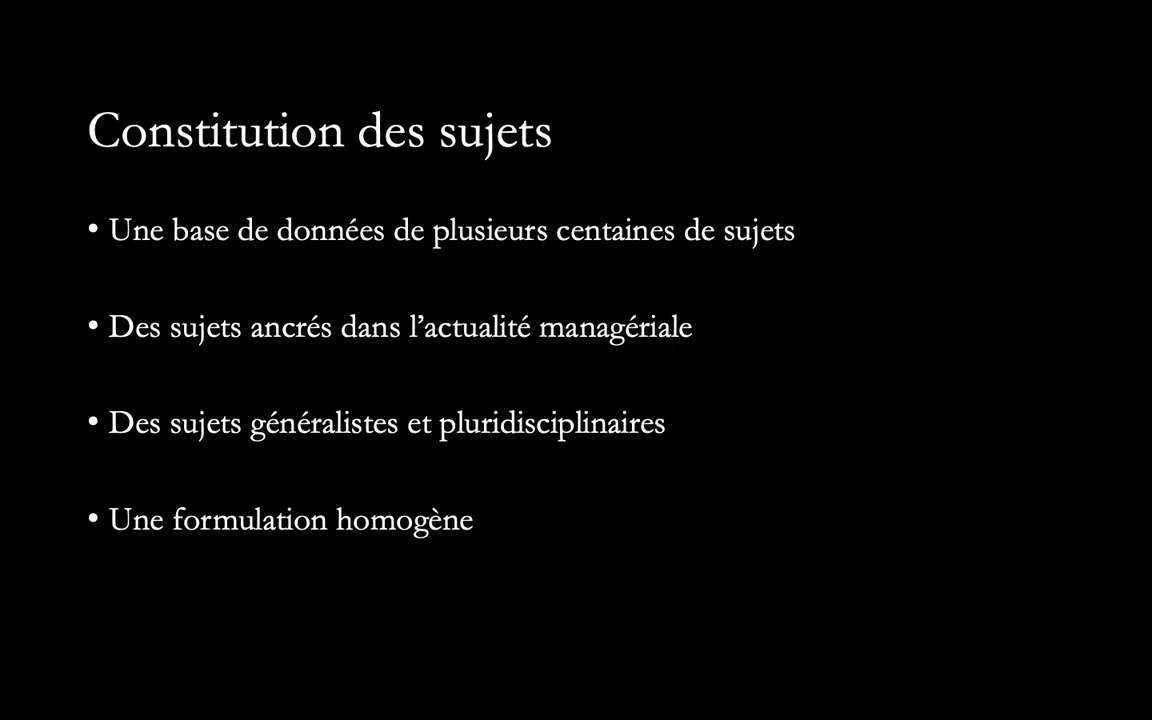 Constitution des sujets
• Une base de données de plusieurs centaines de sujets
• Des sujets ancrés dans l’actualité managériale
• Des sujets généralistes et pluridisciplinaires
• Une formulation homogène